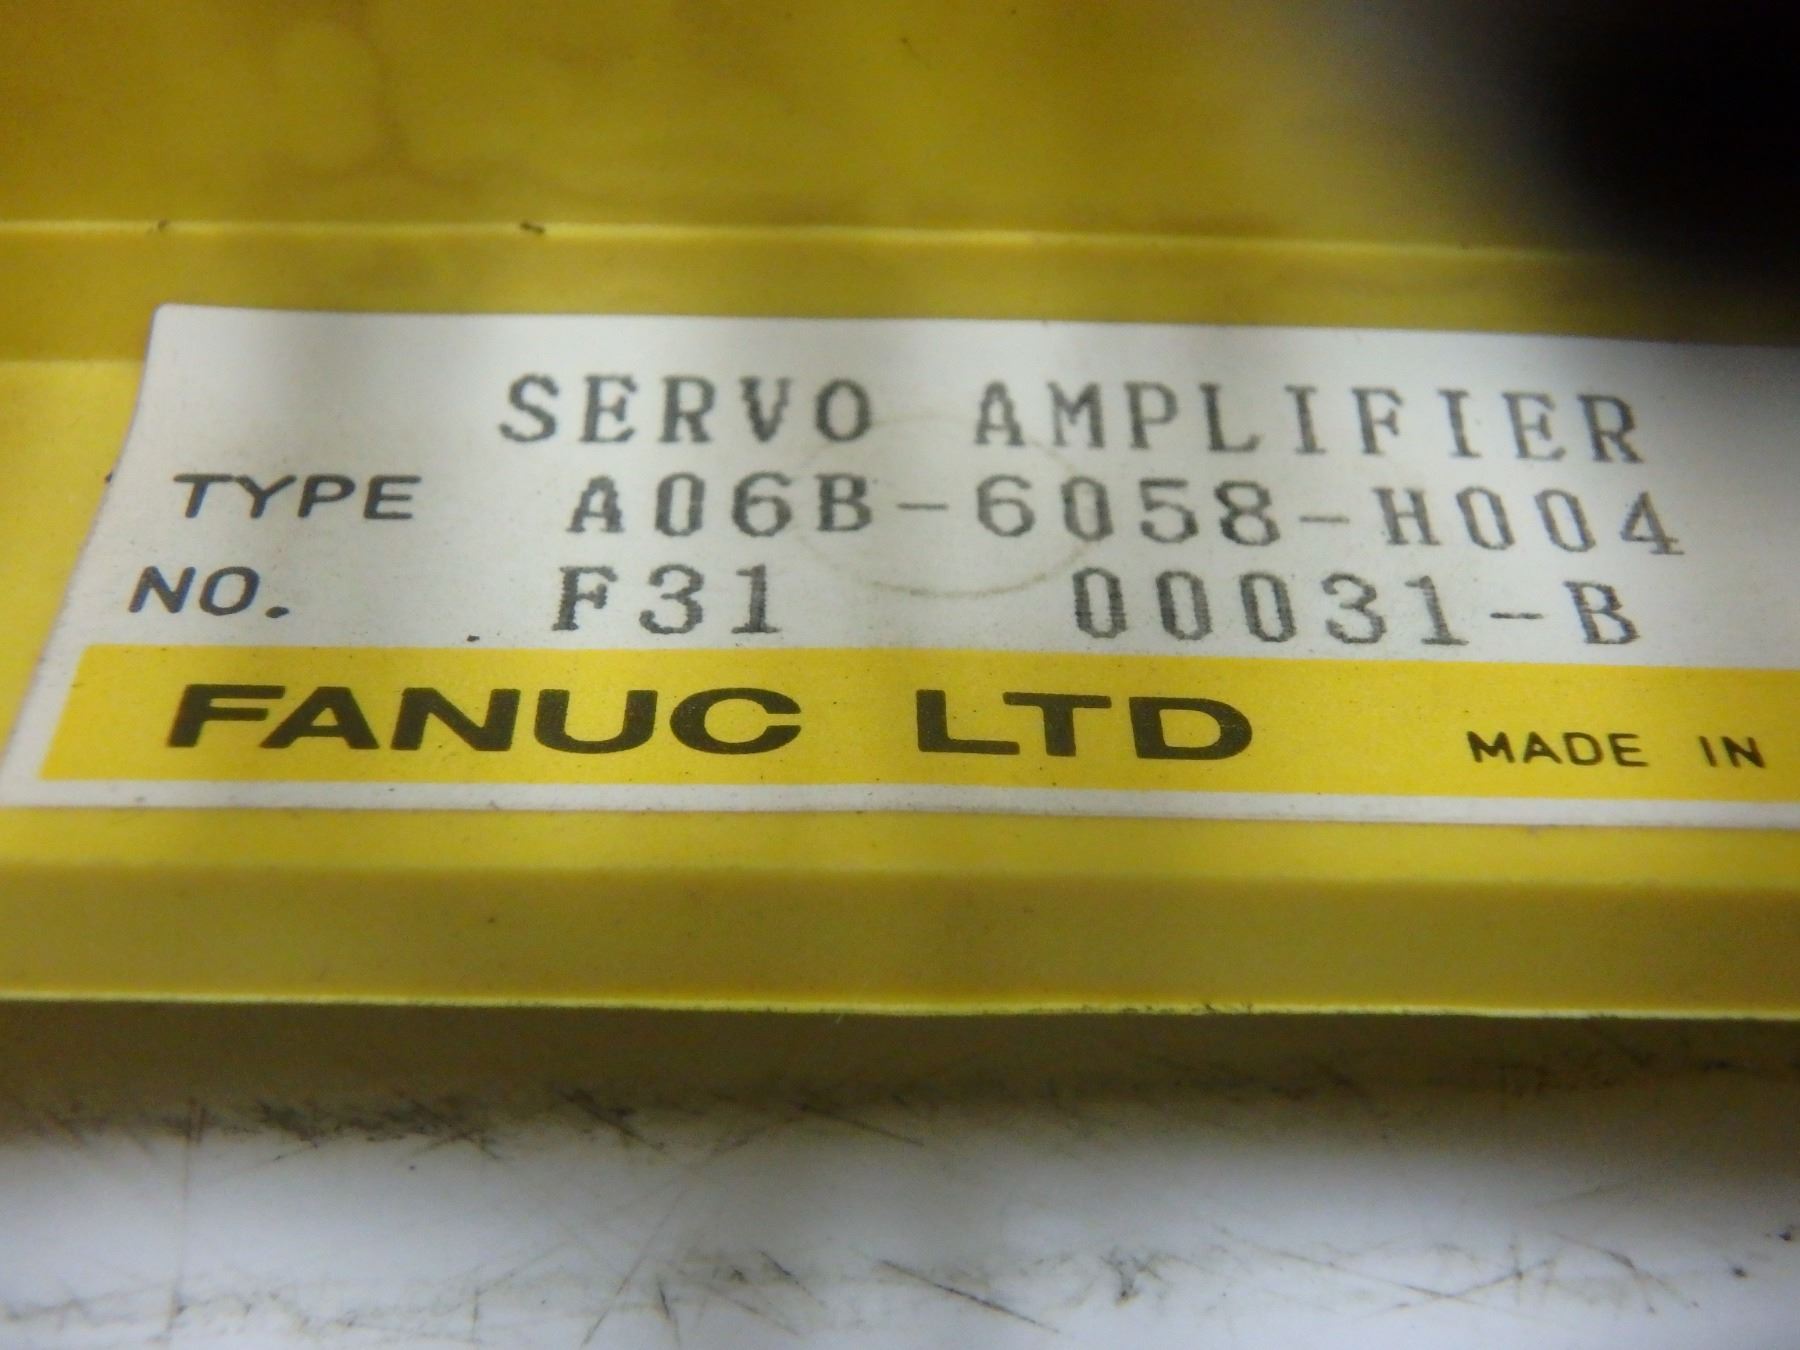 SERVO AMPLIFIER
TYPE A06B-6058-H004
NO. F31 00031-B
FANUC LTD MADE IN